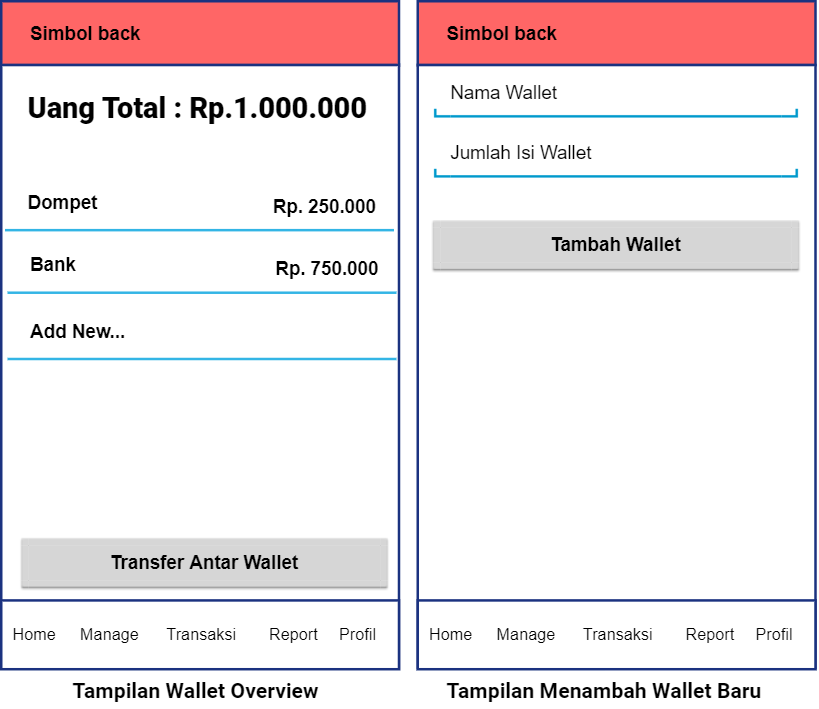 Simbol back
Uang Total : Rp.1.000.000
Dompet Rp. 250.000
Bank Rp. 750.000
Add New...
Transfer Antar Wallet
Home Manage Transaksi Report Profil
Tampilan Wallet Overview
Simbol back
Nama Wallet
Jumlah Isi Wallet
Tambah Wallet
Home Manage Transaksi Report Profil
Tampilan Menambah Wallet Baru